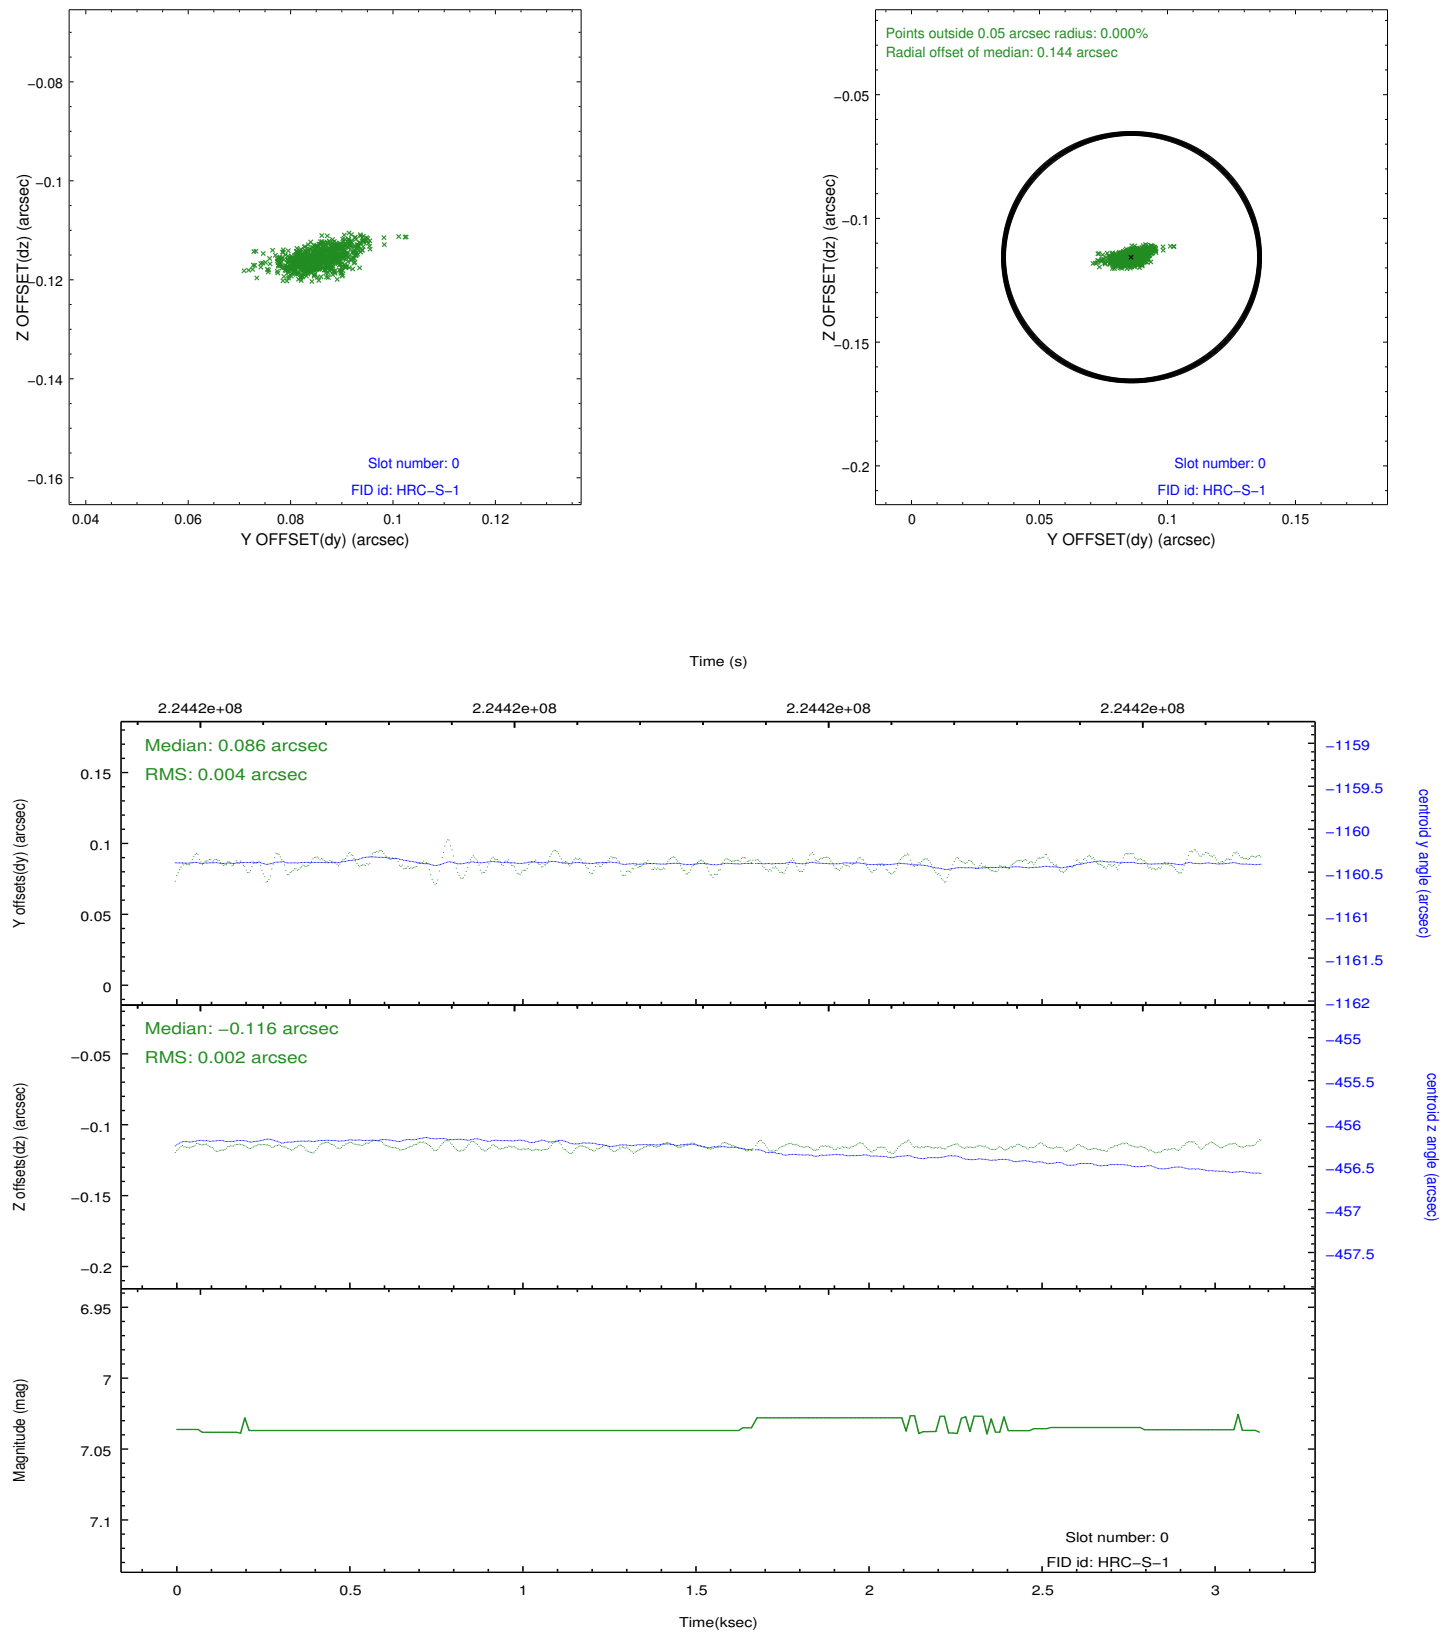 −0.08
−0.1
−0.12
−0.14
−0.16
Z OFFSET(dz) (arcsec)
Slot number: 0
FID id: HRC−S−1
0.04 0.06 0.08 0.1 0.12
Y OFFSET(dy) (arcsec)
Points outside 0.05 arcsec radius: 0.000%
Radial offset of median: 0.144 arcsec
−0.05
−0.1
−0.15
−0.2
Z OFFSET(dz) (arcsec)
Slot number: 0
FID id: HRC−S−1
0 0.05 0.1 0.15
Y OFFSET(dy) (arcsec)
Time (s)
2.2442e+08 2.2442e+08 2.2442e+08 2.2442e+08
Median: 0.086 arcsec
RMS: 0.004 arcsec
0.15
0.1
0.05
0
Y offsets(dy) (arcsec)
−1159
−1159.5
−1160
−1160.5
−1161
−1161.5
−1162
centroid y angle (arcsec)
Median: −0.116 arcsec
RMS: 0.002 arcsec
−0.05
−0.1
−0.15
−0.2
Z offsets(dz) (arcsec)
−455
−455.5
−456
−456.5
−457
−457.5
centroid z angle (arcsec)
6.95
7
7.05
7.1
Magnitude (mag)
Slot number: 0
FID id: HRC−S−1
0 0.5 1 1.5 2 2.5 3
Time(ksec)